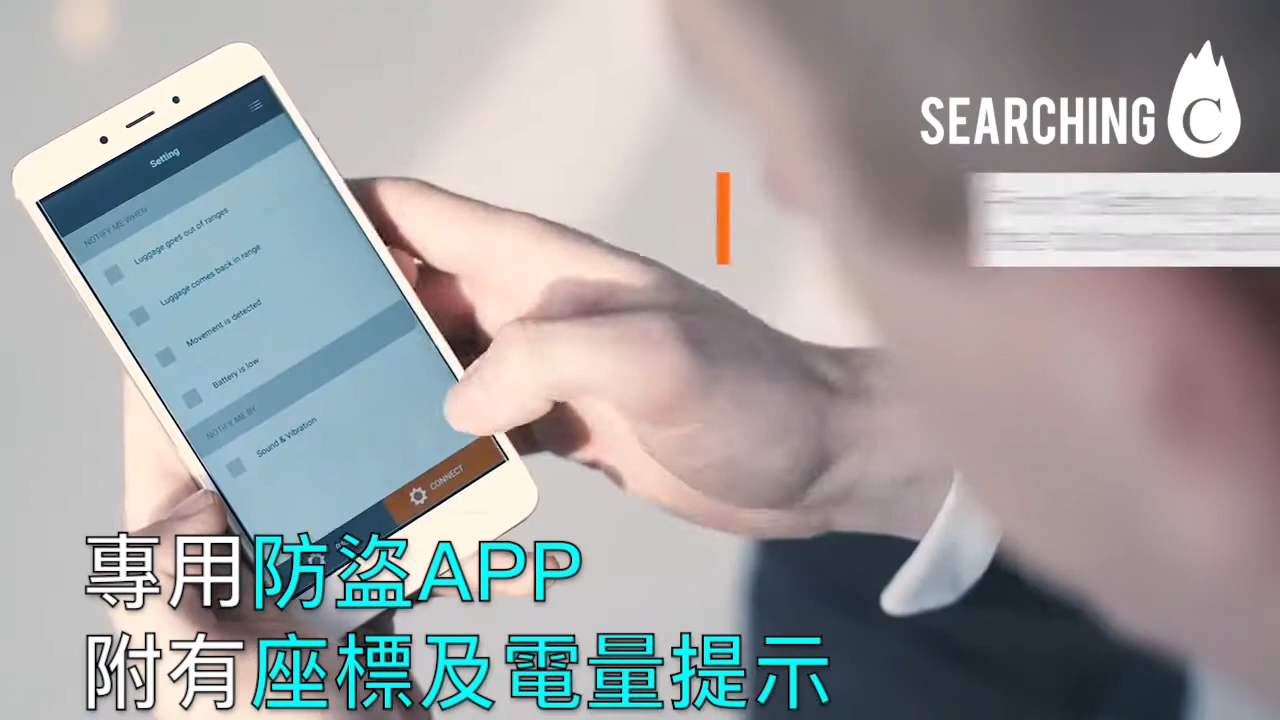 SEARCHING C
Setting
NOTIFY ME WHEN
Luggage goes out of ranges
Luggage comes back in range
Movement is detected
Battery is low
NOTIFY ME BY
Sound & Vibration
CONNECT
專用防盜APP
附有座標及電量提示